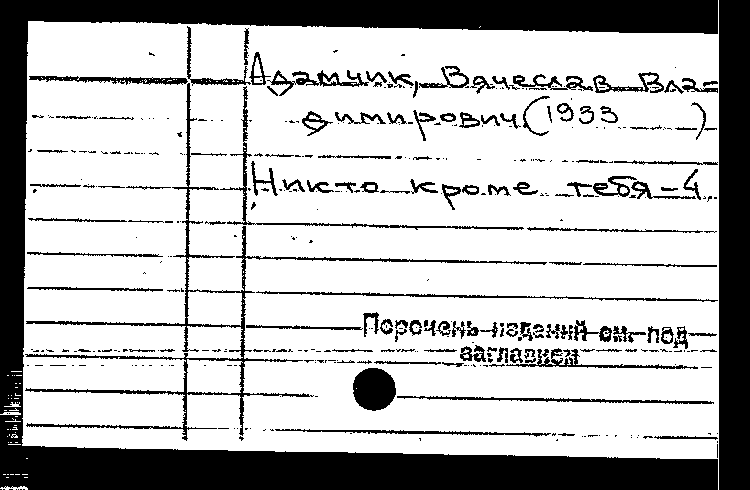 Адамчик, Вячеслав Вла=
димирович (1933 )
Никто кроме тебя-4.
Перечень изданий см. под
заглавием